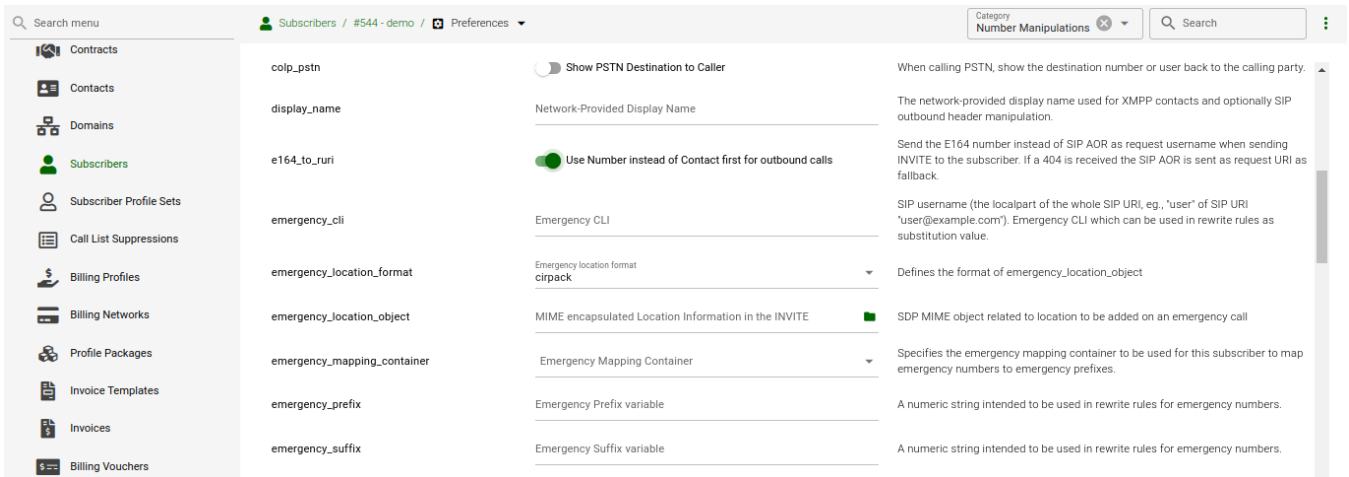 Search menu
Subscribers / #544 - demo / Preferences
Category
Number Manipulations
Search
Contracts
Contacts
Domains
Subscribers
Subscriber Profile Sets
Call List Suppressions
Billing Profiles
Billing Networks
Profile Packages
Invoice Templates
Invoices
Billing Vouchers
colp_pstn
Show PSTN Destination to Caller
When calling PSTN, show the destination number or user back to the calling party.
display_name
Network-Provided Display Name
The network-provided display name used for XMPP contacts and optionally SIP
outbound header manipulation.
e164_to_ruri
Use Number instead of Contact first for outbound calls
Send the E164 number instead of SIP AOR as request username when sending
INVITE to the subscriber. If a 404 is received the SIP AOR is sent as request URI as
fallback.
emergency_cli
Emergency CLI
SIP username (the localpart of the whole SIP URI, eg., "user" of SIP URI
"user@example.com"). Emergency CLI which can be used in rewrite rules as
substitution value.
emergency_location_format
Emergency location format
cirpack
Defines the format of emergency_location_object
emergency_location_object
MIME encapsulated Location Information in the INVITE
SDP MIME object related to location to be added on an emergency call
emergency_mapping_container
Emergency Mapping Container
Specifies the emergency mapping container to be used for this subscriber to map
emergency numbers to emergency prefixes.
emergency_prefix
Emergency Prefix variable
A numeric string intended to be used in rewrite rules for emergency numbers.
emergency_suffix
Emergency Suffix variable
A numeric string intended to be used in rewrite rules for emergency numbers.